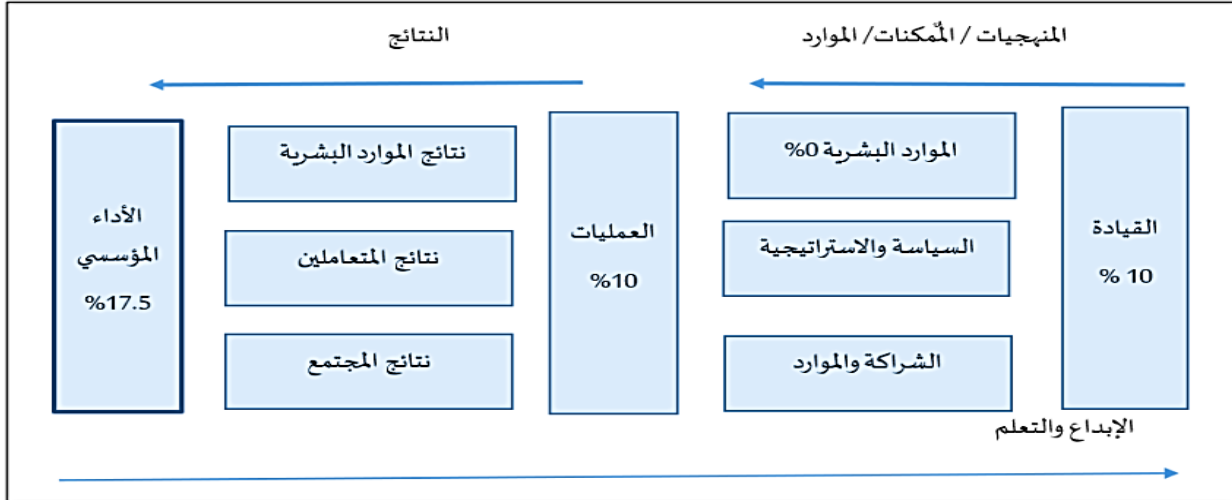 المنهجيات / المُمكنات/ الموارد
النتائج
القيادة
10 %
الموارد البشرية 0%
السياسة والاستراتيجية
الشراكة والموارد
العمليات
10%
نتائج الموارد البشرية
نتائج المتعاملين
نتائج المجتمع
الأداء
المؤسسي
17.5%
الإبداع والتعلم